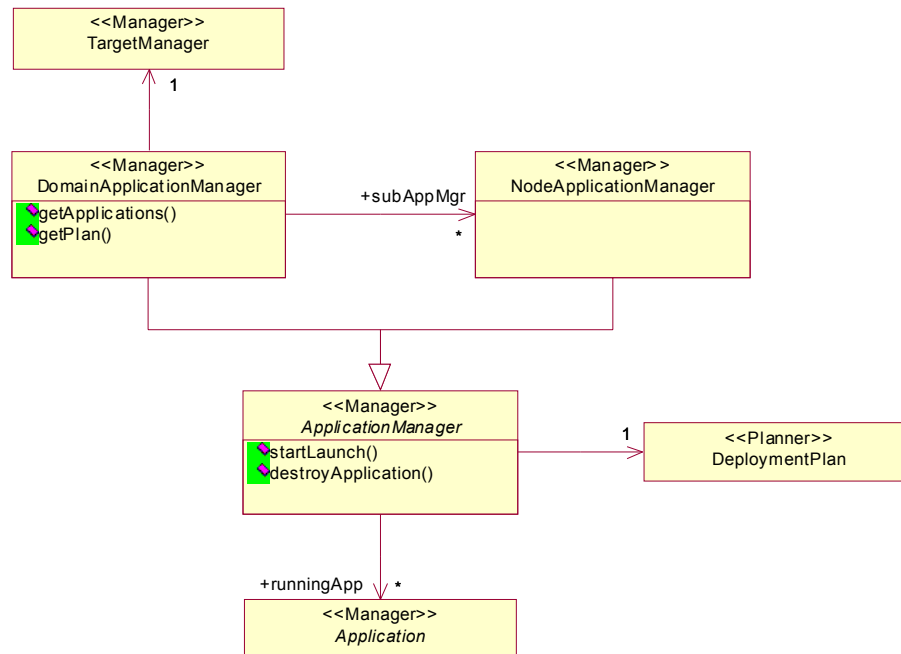 <<Manager>>
TargetManager
1
<<Manager>>
DomainApplicationManager
getApplications()
getPlan()
+subAppMgr
*
<<Manager>>
NodeApplicationManager
<<Manager>>
ApplicationManager
startLaunch()
destroyApplication()
1
<<Planner>>
DeploymentPlan
+runningApp
*
<<Manager>>
Application